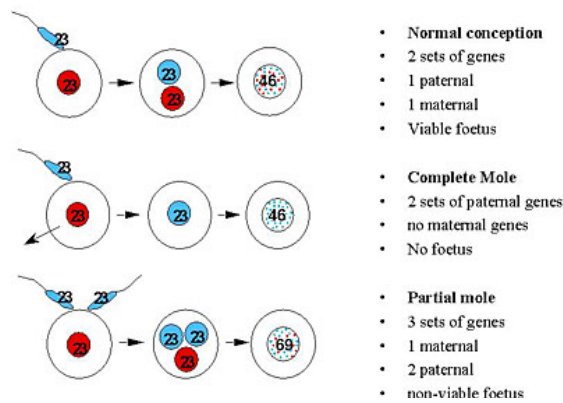 23
23
23
23
46
• Normal conception
• 2 sets of genes
• 1 paternal
• 1 maternal
• Viable foetus
23
23
23
46
• Complete Mole
• 2 sets of paternal genes
• no maternal genes
• No foetus
23 23
23
23 23
23
69
• Partial mole
• 3 sets of genes
• 1 maternal
• 2 paternal
• non-viable foetus